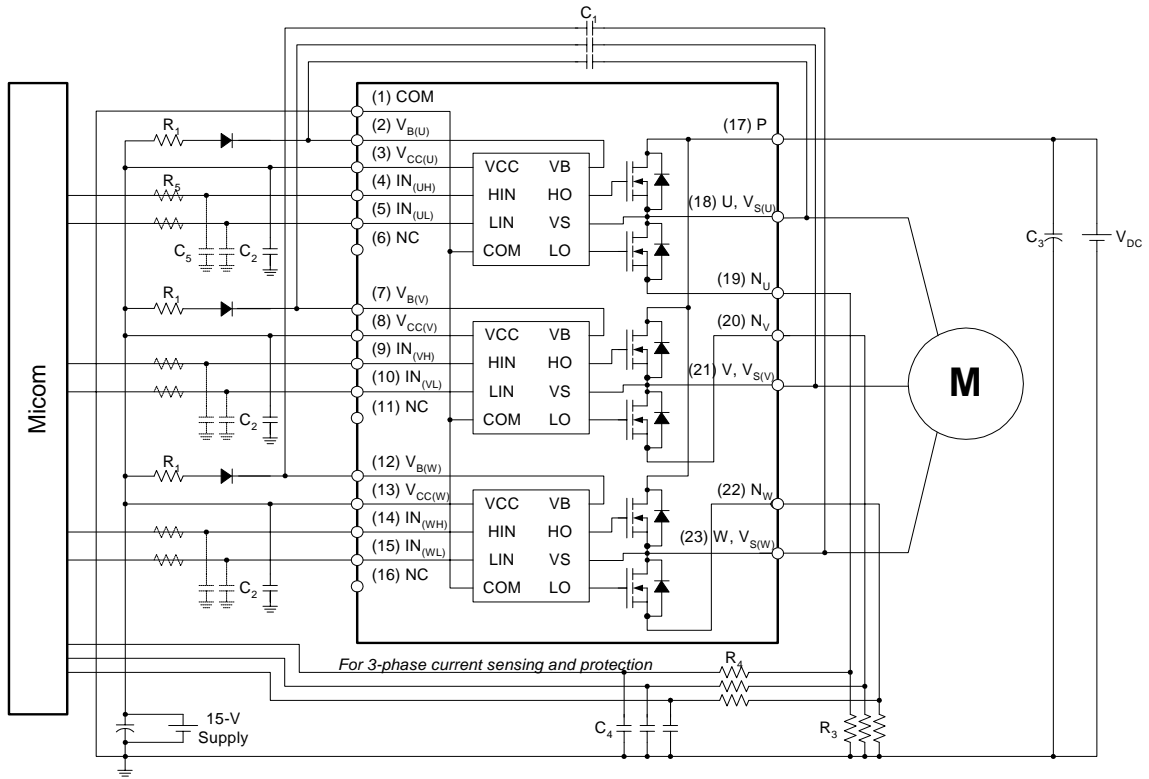 C1
Micom
(1) COM
R1
(2) VB(U)
(3) VCC(U)
R5
(4) IN(UH)
(5) IN(UL)
(6) NC
C5
C2
VCC VB
HIN HO
LIN VS
COM LO
(17) P
(18) U, VS(U)
C3
VDC
(19) NU
R1
(7) VB(V)
(8) VCC(V)
(9) IN(VH)
(10) IN(VL)
(11) NC
C2
VCC VB
HIN HO
LIN VS
COM LO
(20) NV
(21) V, VS(V)
M
R1
(12) VB(W)
(13) VCC(W)
(14) IN(WH)
(15) IN(WL)
(16) NC
C2
VCC VB
HIN HO
LIN VS
COM LO
(22) NW
(23) W, VS(W)
For 3-phase current sensing and protection
R4
15-V
Supply
C4
R3